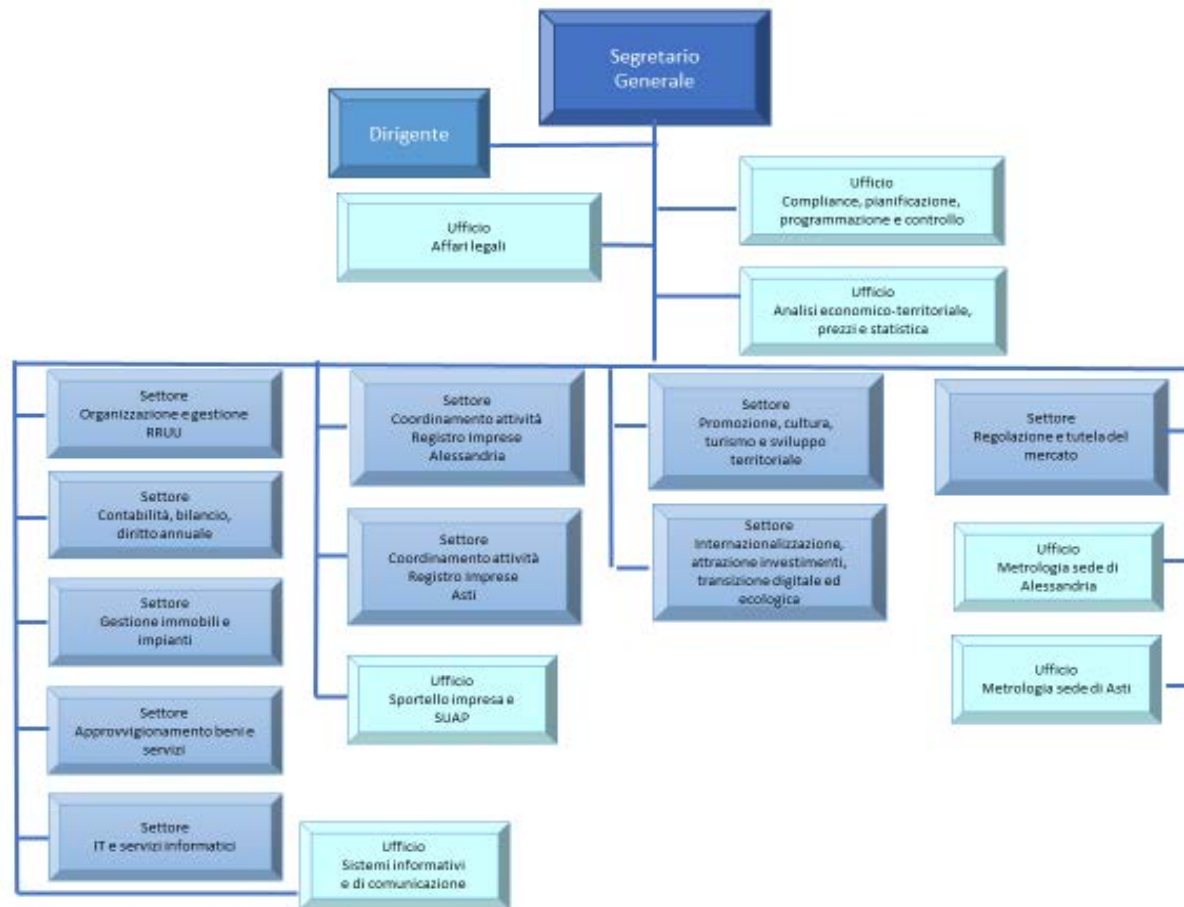 Segretario
Generale
Dirigente
Ufficio
Compliance, pianificazione,
programmazione e controllo
Ufficio
Affari legali
Ufficio
Analisi economico-territoriale,
prezzi e statistica
Settore
Organizzazione e gestione
RRUU
Settore
Contabilità, bilancio,
diritto annuale
Settore
Gestione immobili e
impianti
Settore
Approvvigionamento beni e
servizi
Settore
IT e servizi informatici
Ufficio
Sistemi informativi
e di comunicazione
Settore
Coordinamento attività
Registro Imprese
Alessandria
Settore
Coordinamento attività
Registro Imprese
Asti
Ufficio
Sportello impresa e
SUAP
Settore
Promozione, cultura,
turismo e sviluppo
territoriale
Settore
Internazionalizzazione,
attrazione investimenti,
transizione digitale ed
ecologica
Settore
Regolazione e tutela del
mercato
Ufficio
Metrologia sede di
Alessandria
Ufficio
Metrologia sede di Asti